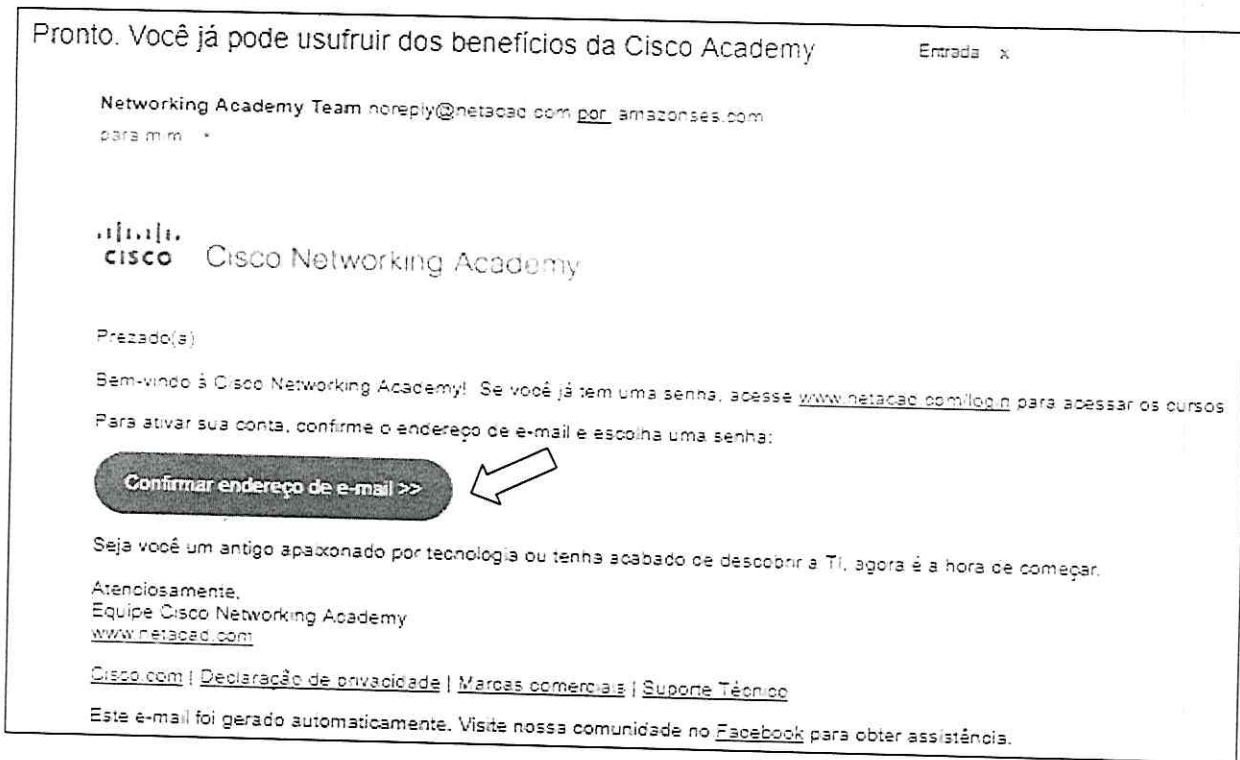 Pronto. Você já pode usufruir dos benefícios da Cisco Academy Entrada x
Networking Academy Team noreply@netacad.com por amazonses.com
para mim
CISCO Cisco Networking Academy
Prezado(a)
Bem-vindo à Cisco Networking Academy! Se você já tem uma senha, acesse www.netacad.com/login para acessar os cursos
Para ativar sua conta, confirme o endereço de e-mail e escolha uma senha:
Confirmar endereço de e-mail >>
Seja você um antigo apaixonado por tecnologia ou tenha acabado de descobrir a TI, agora é a hora de começar.
Atenciosamente,
Equipe Cisco Networking Academy
www.netacad.com
Cisco.com | Declaração de privacidade | Marcas comerciais | Suporte Técnico
Este e-mail foi gerado automaticamente. Visite nossa comunidade no Facebook para obter assistência.